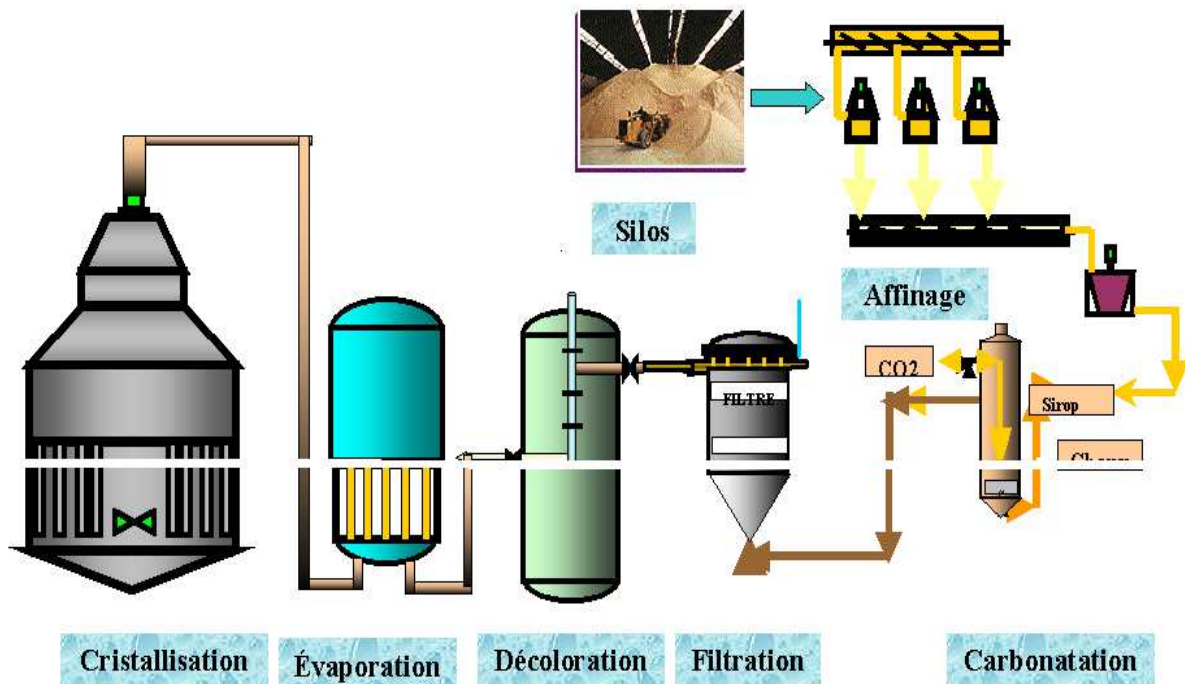 Silos
Affinage
CO2
Sirop
FILTRE
Cristallisation
Évaporation
Décoloration
Filtration
Carbonatation